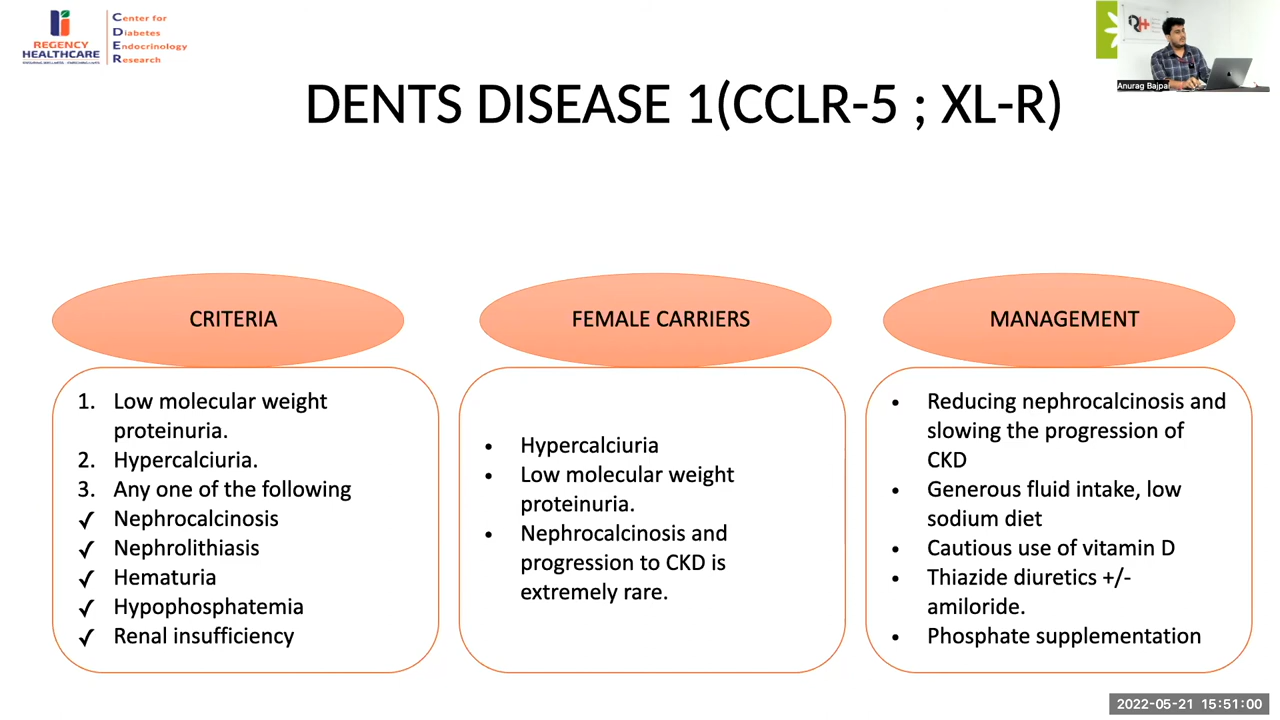 REGENCY
HEALTHCARE
Center for
Diabetes
Endocrinology
Research
Anurag Bajpai
DENTS DISEASE 1(CCLR-5 ; XL-R)
CRITERIA
1. Low molecular weight
proteinuria.
2. Hypercalciuria.
3. Any one of the following
✓ Nephrocalcinosis
✓ Nephrolithiasis
✓ Hematuria
✓ Hypophosphatemia
✓ Renal insufficiency
FEMALE CARRIERS
• Hypercalciuria
• Low molecular weight
proteinuria.
• Nephrocalcinosis and
progression to CKD is
extremely rare.
MANAGEMENT
• Reducing nephrocalcinosis and
slowing the progression of
CKD
• Generous fluid intake, low
sodium diet
• Cautious use of vitamin D
• Thiazide diuretics +/-
amiloride.
• Phosphate supplementation
2022-05-21 15:51:00